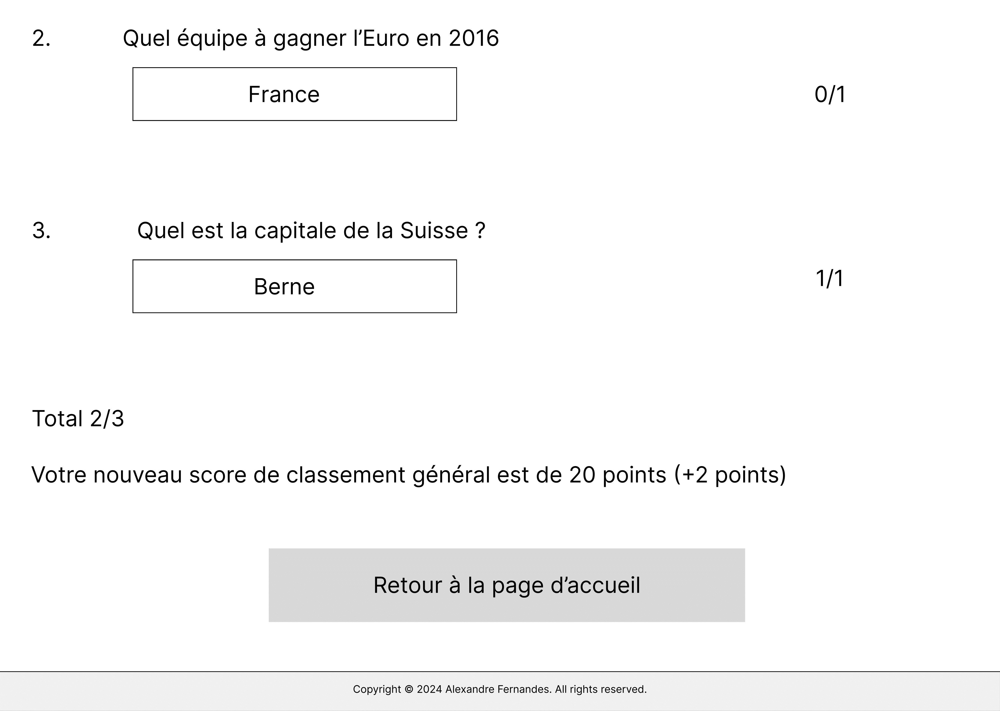 2. Quel équipe à gagner l’Euro en 2016
France 0/1
3. Quel est la capitale de la Suisse ?
Berne 1/1
Total 2/3
Votre nouveau score de classement général est de 20 points (+2 points)
Retour à la page d’accueil
Copyright © 2024 Alexandre Fernandes. All rights reserved.